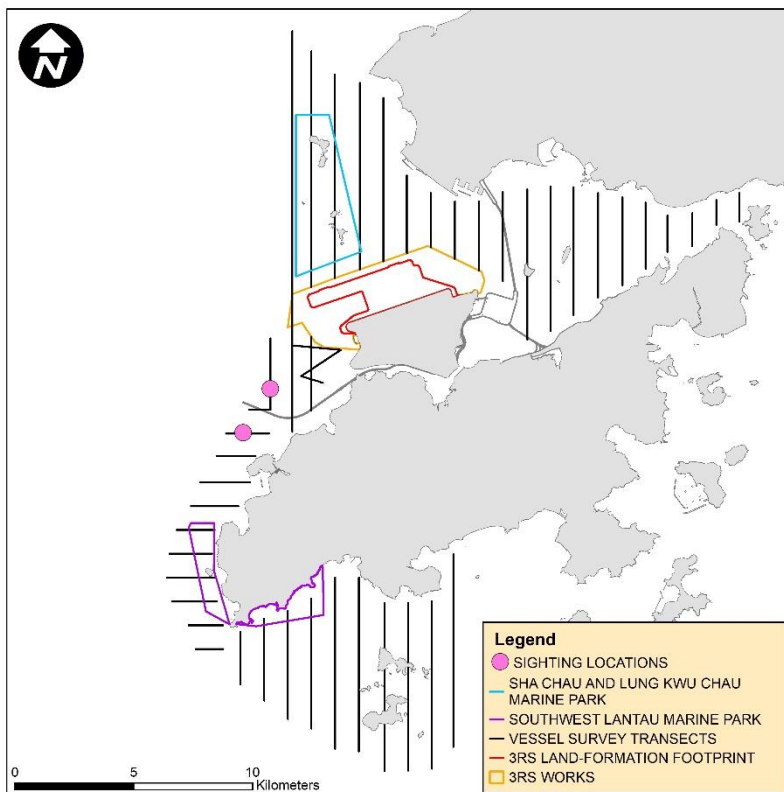 N
Legend
SIGHTING LOCATIONS
SHA CHAU AND LUNG KWU CHAU
MARINE PARK
SOUTHWEST LANTAU MARINE PARK
VESSEL SURVEY TRANSECTS
3RS LAND-FORMATION FOOTPRINT
3RS WORKS
0 5 10
Kilometers